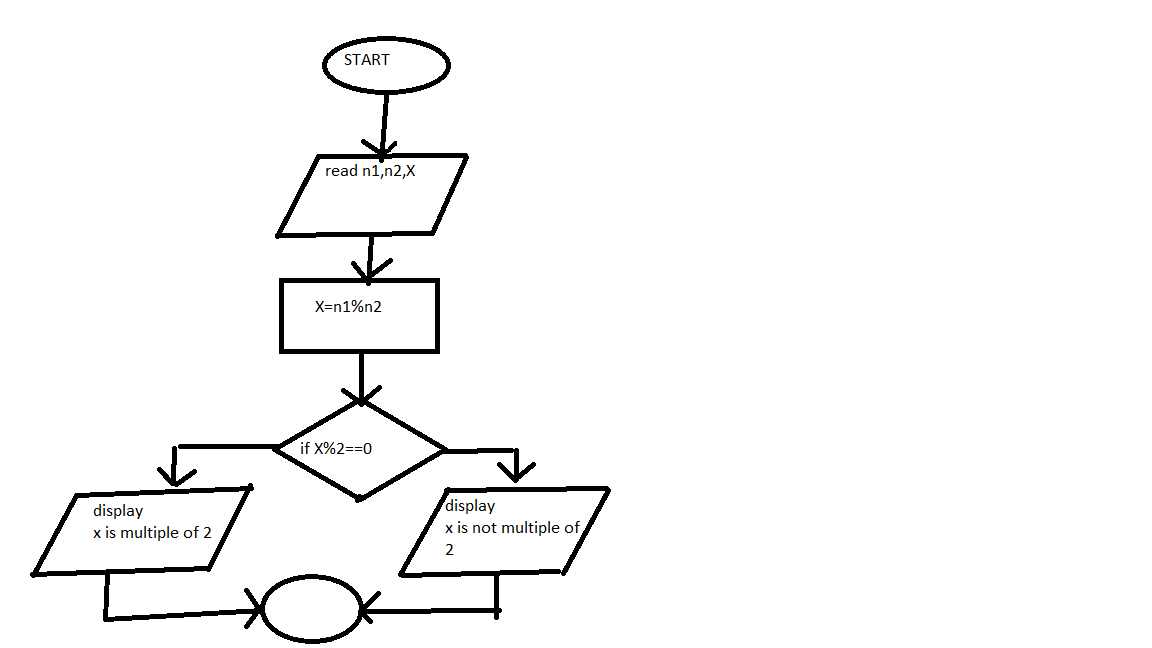 START
read n1,n2,X
X=n1%n2
if X%2==0
display
x is multiple of 2
display
x is not multiple of
2